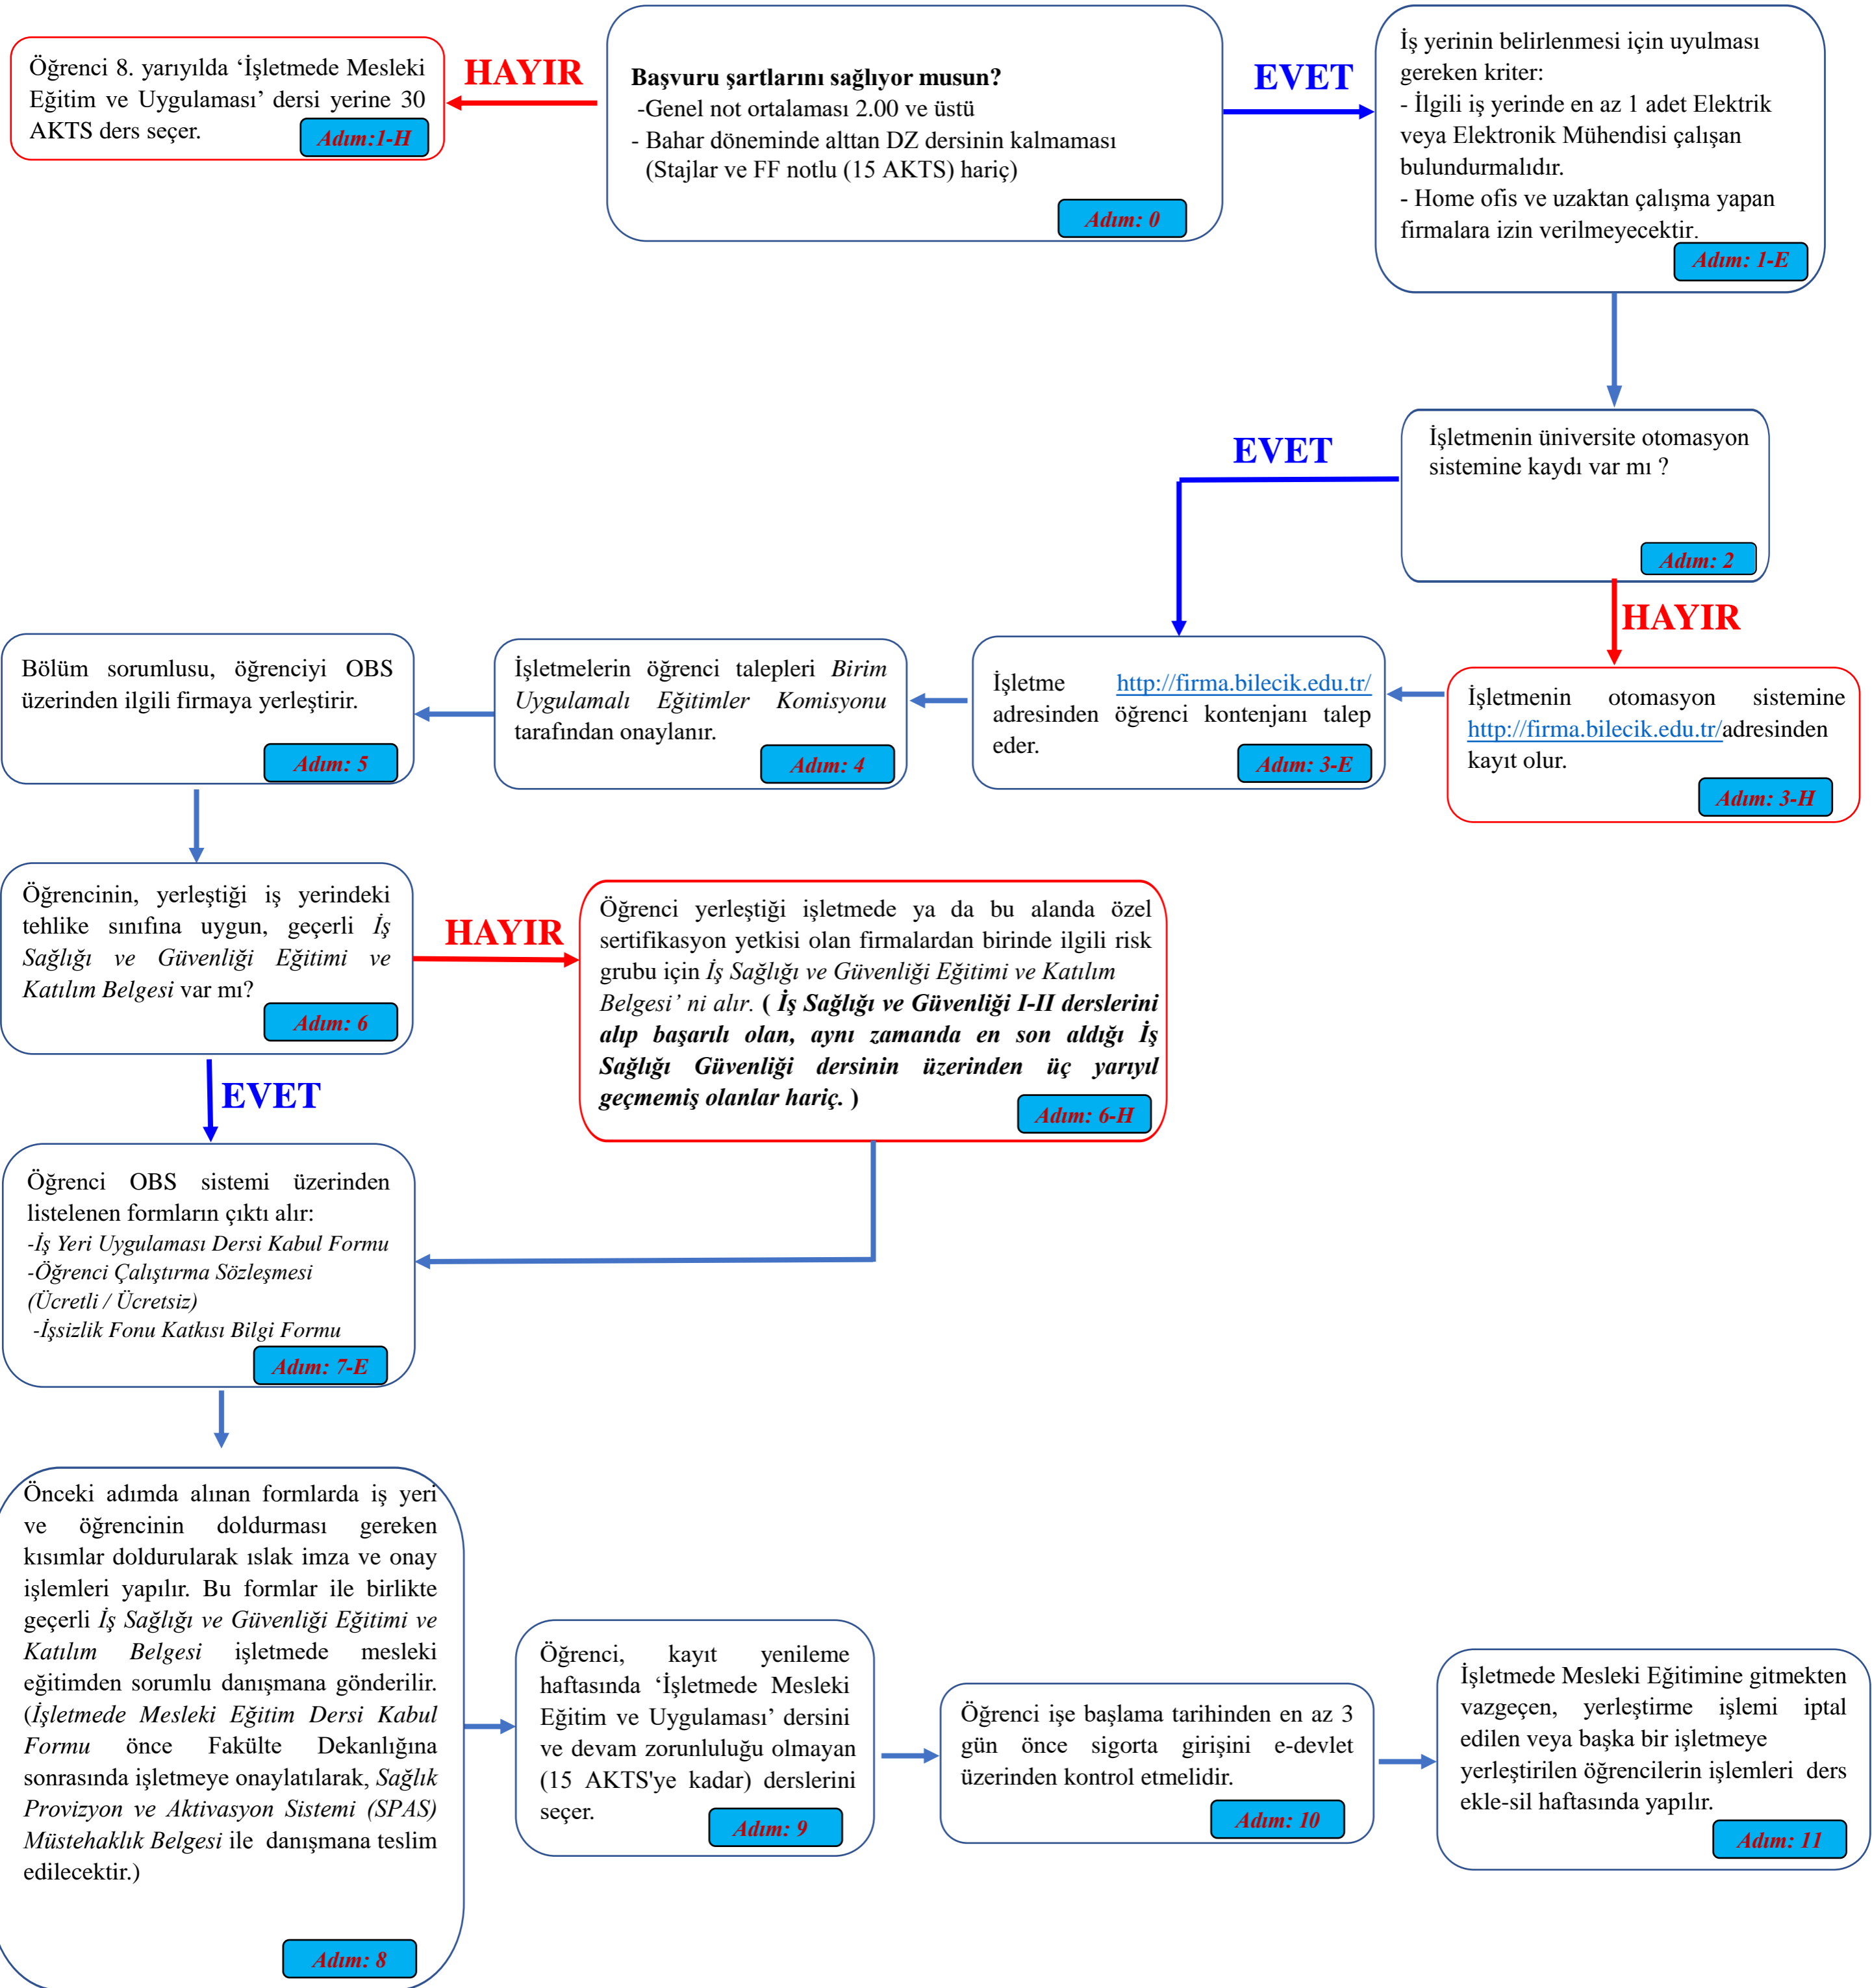 Öğrenci 8. yarıyılda ‘İşletmede Mesleki
Eğitim ve Uygulaması’ dersi yerine 30
AKTS ders seçer.
Adım:1-H
HAYIR
Başvuru şartlarını sağlıyor musun?
-Genel not ortalaması 2.00 ve üstü
- Bahar döneminde alttan DZ dersinin kalmaması
(Stajlar ve FF notlu (15 AKTS) hariç)
Adım: 0
EVET
İş yerinin belirlenmesi için uyulması
gereken kriter:
- İlgili iş yerinde en az 1 adet Elektrik
veya Elektronik Mühendisi çalışan
bulundurmalıdır.
- Home ofis ve uzaktan çalışma yapan
firmalara izin verilmeyecektir.
Adım: 1-E
İşletmenin üniversite otomasyon
sistemine kaydı var mı ?
Adım: 2
EVET
HAYIR
İşletmenin otomasyon sistemine
http://firma.bilecik.edu.tr/adresinden
kayıt olur.
Adım: 3-H
İşletme http://firma.bilecik.edu.tr/
adresinden öğrenci kontenjanı talep
eder.
Adım: 3-E
İşletmelerin öğrenci talepleri Birim
Uygulamalı Eğitimler Komisyonu
tarafından onaylanır.
Adım: 4
Bölüm sorumlusu, öğrenciyi OBS
üzerinden ilgili firmaya yerleştirir.
Adım: 5
Öğrencinin, yerleştiği iş yerindeki
tehlike sınıfına uygun, geçerli İş
Sağlığı ve Güvenliği Eğitimi ve
Katılım Belgesi var mı?
Adım: 6
HAYIR
Öğrenci yerleştiği işletmede ya da bu alanda özel
sertifikasyon yetkisi olan firmalardan birinde ilgili risk
grubu için İş Sağlığı ve Güvenliği Eğitimi ve Katılım
Belgesi’ ni alır. ( İş Sağlığı ve Güvenliği I-II derslerini
alıp başarılı olan, aynı zamanda en son aldığı İş
Sağlığı Güvenliği dersinin üzerinden üç yarıyıl
geçmemiş olanlar hariç. )
Adım: 6-H
EVET
Öğrenci OBS sistemi üzerinden
listelenen formların çıktı alır:
-İş Yeri Uygulaması Dersi Kabul Formu
-Öğrenci Çalıştırma Sözleşmesi
(Ücretli / Ücretsiz)
-İşsizlik Fonu Katkısı Bilgi Formu
Adım: 7-E
Önceki adımda alınan formlarda iş yeri
ve öğrencinin doldurması gereken
kısımlar doldurularak ıslak imza ve onay
işlemleri yapılır. Bu formlar ile birlikte
geçerli İş Sağlığı ve Güvenliği Eğitimi ve
Katılım Belgesi işletmede mesleki
eğitimden sorumlu danışmana gönderilir.
(İşletmede Mesleki Eğitim Dersi Kabul
Formu önce Fakülte Dekanlığına
sonrasında işletmeye onaylatılarak, Sağlık
Provizyon ve Aktivasyon Sistemi (SPAS)
Müstehaklık Belgesi ile danışmana teslim
edilecektir.)
Adım: 8
Öğrenci, kayıt yenileme
haftasında ‘İşletmede Mesleki
Eğitim ve Uygulaması’ dersini
ve devam zorunluluğu olmayan
(15 AKTS'ye kadar) derslerini
seçer.
Adım: 9
Öğrenci işe başlama tarihinden en az 3
gün önce sigorta girişini e-devlet
üzerinden kontrol etmelidir.
Adım: 10
İşletmede Mesleki Eğitimine gitmekten
vazgeçen, yerleştirme işlemi iptal
edilen veya başka bir işletmeye
yerleştirilen öğrencilerin işlemleri ders
ekle-sil haftasında yapılır.
Adım: 11